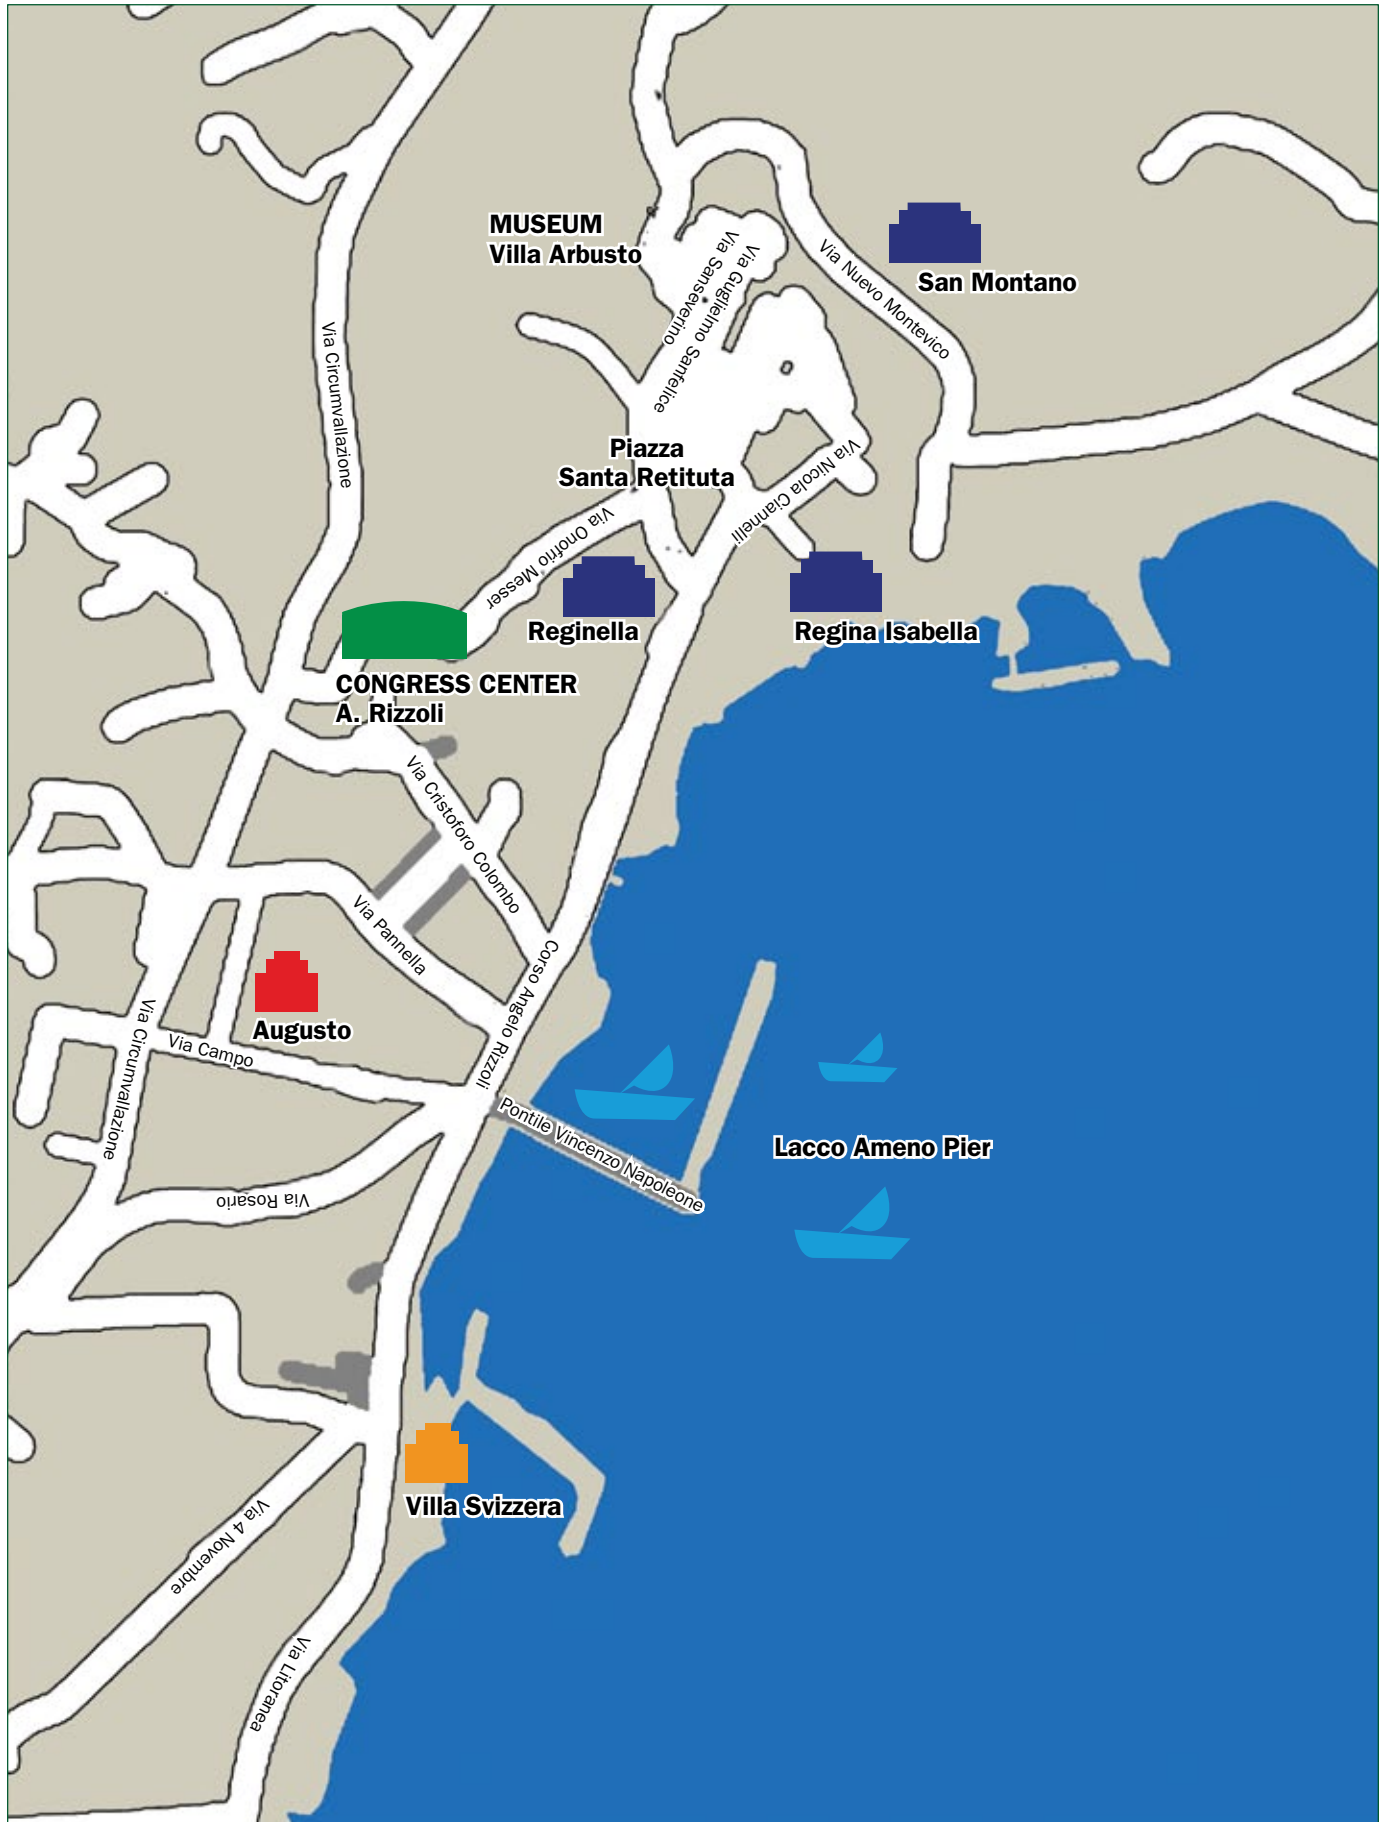 MUSEUM
Villa Arbusto
Via Sanseverino
Via Guglielmo Sanfelice
Via Nuevo Montevico
San Montano
Via Circumvallazione
Piazza
Santa Retituta
Via Nicola Ciannelli
Via Onofrio Messer
Reginella
Regina Isabella
CONGRESS CENTER
A. Rizzoli
Via Cristoforo Colombo
Via Pannella
Corso Angelo Rizzoli
Augusto
Via Campo
Via Circumvallazione
Pontile Vincenzo Napoleone
Lacco Ameno Pier
Via Rosario
Villa Svizzera
Via 4 Novembre
Via Litoranea